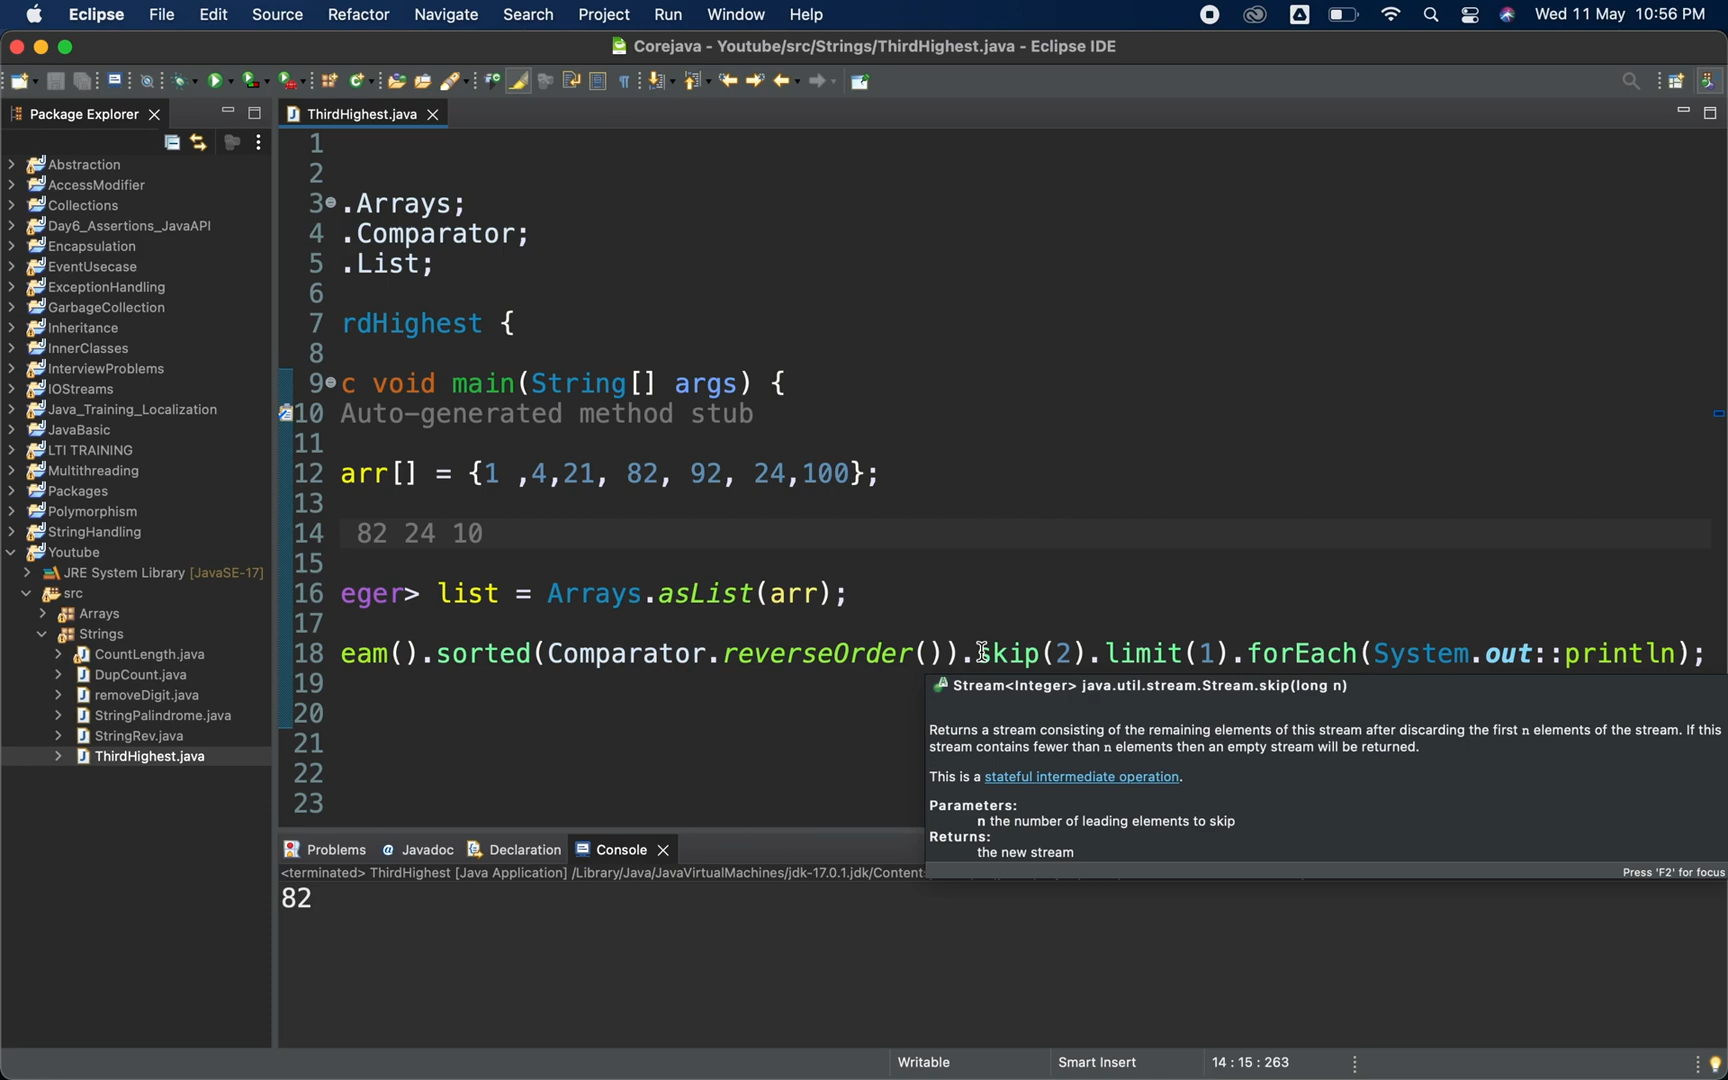 Eclipse File Edit Source Refactor Navigate Search Project Run Window Help Wed 11 May 10:56 PM
Corejava - Youtube/src/Strings/ThirdHighest.java - Eclipse IDE
Package Explorer
Abstraction
AccessModifier
Collections
Day6_Assertions_JavaAPI
Encapsulation
EventUsecase
ExceptionHandling
GarbageCollection
Inheritance
InnerClasses
InterviewProblems
IOStreams
Java_Training_Localization
JavaBasic
LTI TRAINING
Multithreading
Packages
Polymorphism
StringHandling
Youtube
JRE System Library [JavaSE-17]
src
Arrays
Strings
CountLength.java
DupCount.java
removeDigit.java
StringPalindrome.java
StringRev.java
ThirdHighest.java
ThirdHighest.java
1
2
3 .Arrays;
4 .Comparator;
5 .List;
6
7 rdHighest {
8
9 c void main(String[] args) {
10 Auto-generated method stub
11
12 arr[] = {1 ,4,21, 82, 92, 24,100};
13
14 82 24 10
15
16 eger> list = Arrays.asList(arr);
17
18 eam().sorted(Comparator.reverseOrder()).skip(2).limit(1).forEach(System.out::println);
19
20
21
22
23
Stream<Integer> java.util.stream.Stream.skip(long n)
Returns a stream consisting of the remaining elements of this stream after discarding the first n elements of the stream. If this
stream contains fewer than n elements then an empty stream will be returned.
This is a stateful intermediate operation.
Parameters:
n the number of leading elements to skip
Returns:
the new stream
Press 'F2' for focus
Problems @ Javadoc Declaration Console
<terminated> ThirdHighest [Java Application] /Library/Java/JavaVirtualMachines/jdk-17.0.1.jdk/Content
82
Writable Smart Insert 14 : 15 : 263